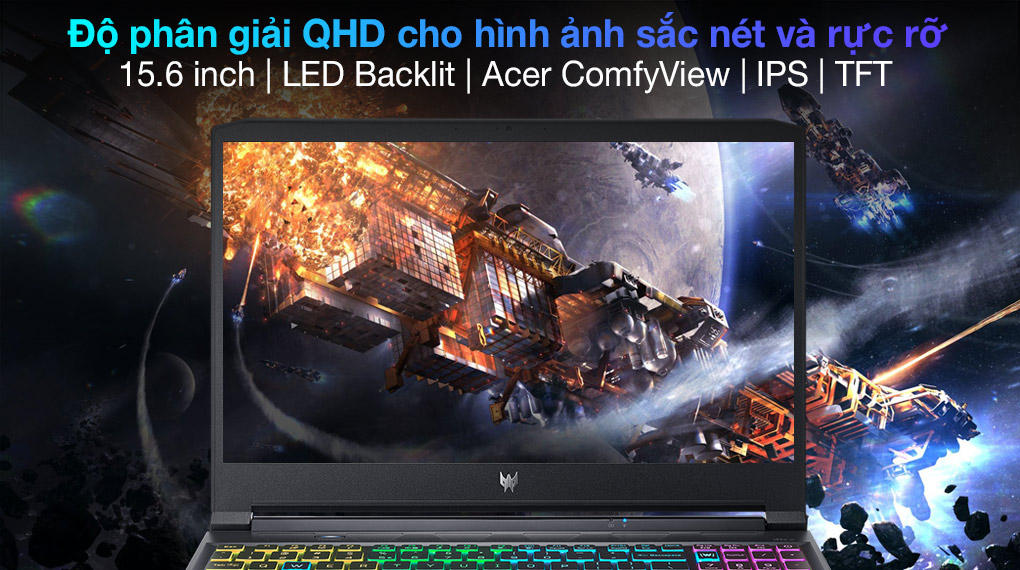 Độ phân giải QHD cho hình ảnh sắc nét và rực rỡ
15.6 inch | LED Backlit | Acer ComfyView | IPS | TFT